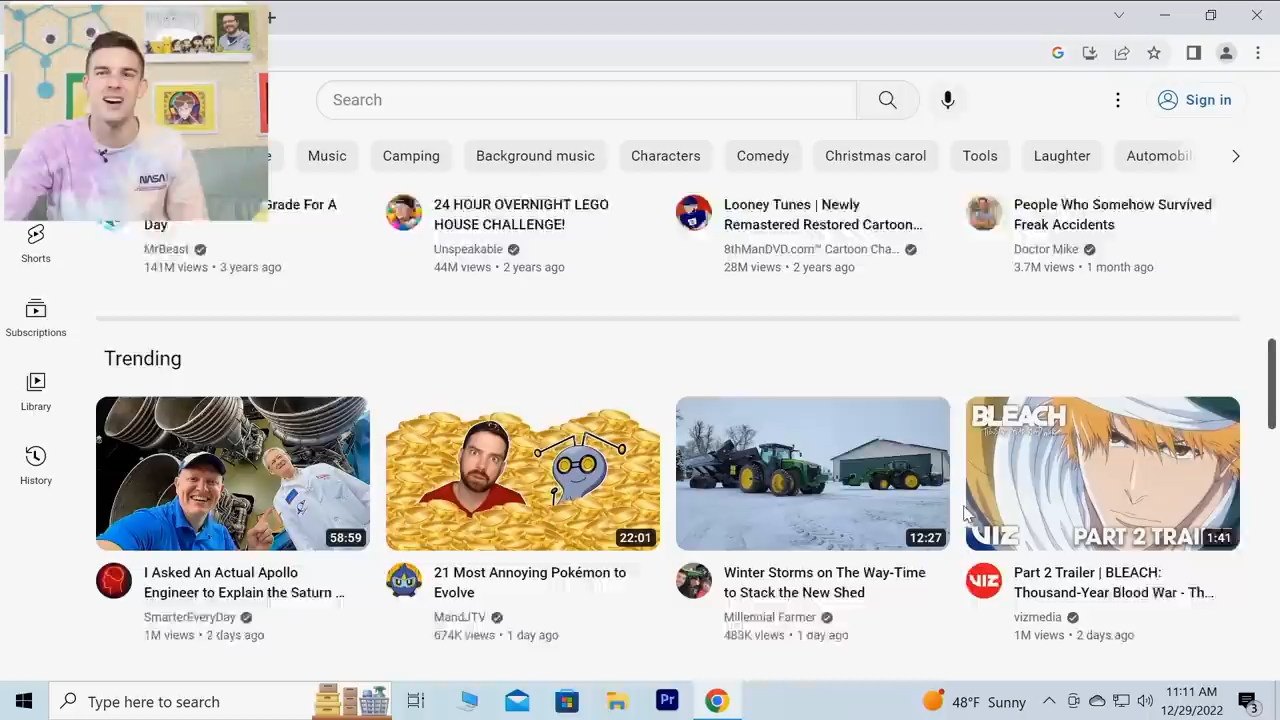 NASA
Search
Sign in
Music
Camping
Background music
Characters
Comedy
Christmas carol
Tools
Laughter
Automobil
Grade For A
Day
MrBeast
141M views • 3 years ago
24 HOUR OVERNIGHT LEGO
HOUSE CHALLENGE!
Unspeakable
44M views • 2 years ago
Looney Tunes | Newly
Remastered Restored Cartoon...
8thManDVD.com™ Cartoon Cha...
28M views • 2 years ago
People Who Somehow Survived
Freak Accidents
Doctor Mike
3.7M views • 1 month ago
Shorts
Subscriptions
Library
History
Trending
58:59
22:01
12:27
BLEACH
VIZ
PART 2 TRAI
1:41
I Asked An Actual Apollo
Engineer to Explain the Saturn ...
SmarterEveryDay
1M views • 2 days ago
21 Most Annoying Pokémon to
Evolve
MandJTV
674K views • 1 day ago
Winter Storms on The Way-Time
to Stack the New Shed
Millennial Farmer
483K views • 1 day ago
VIZ
Part 2 Trailer | BLEACH:
Thousand-Year Blood War - Th...
vizmedia
1M views • 2 days ago
Type here to search
Pr
48°F Sunny
11:11 AM
12/29/2022
3